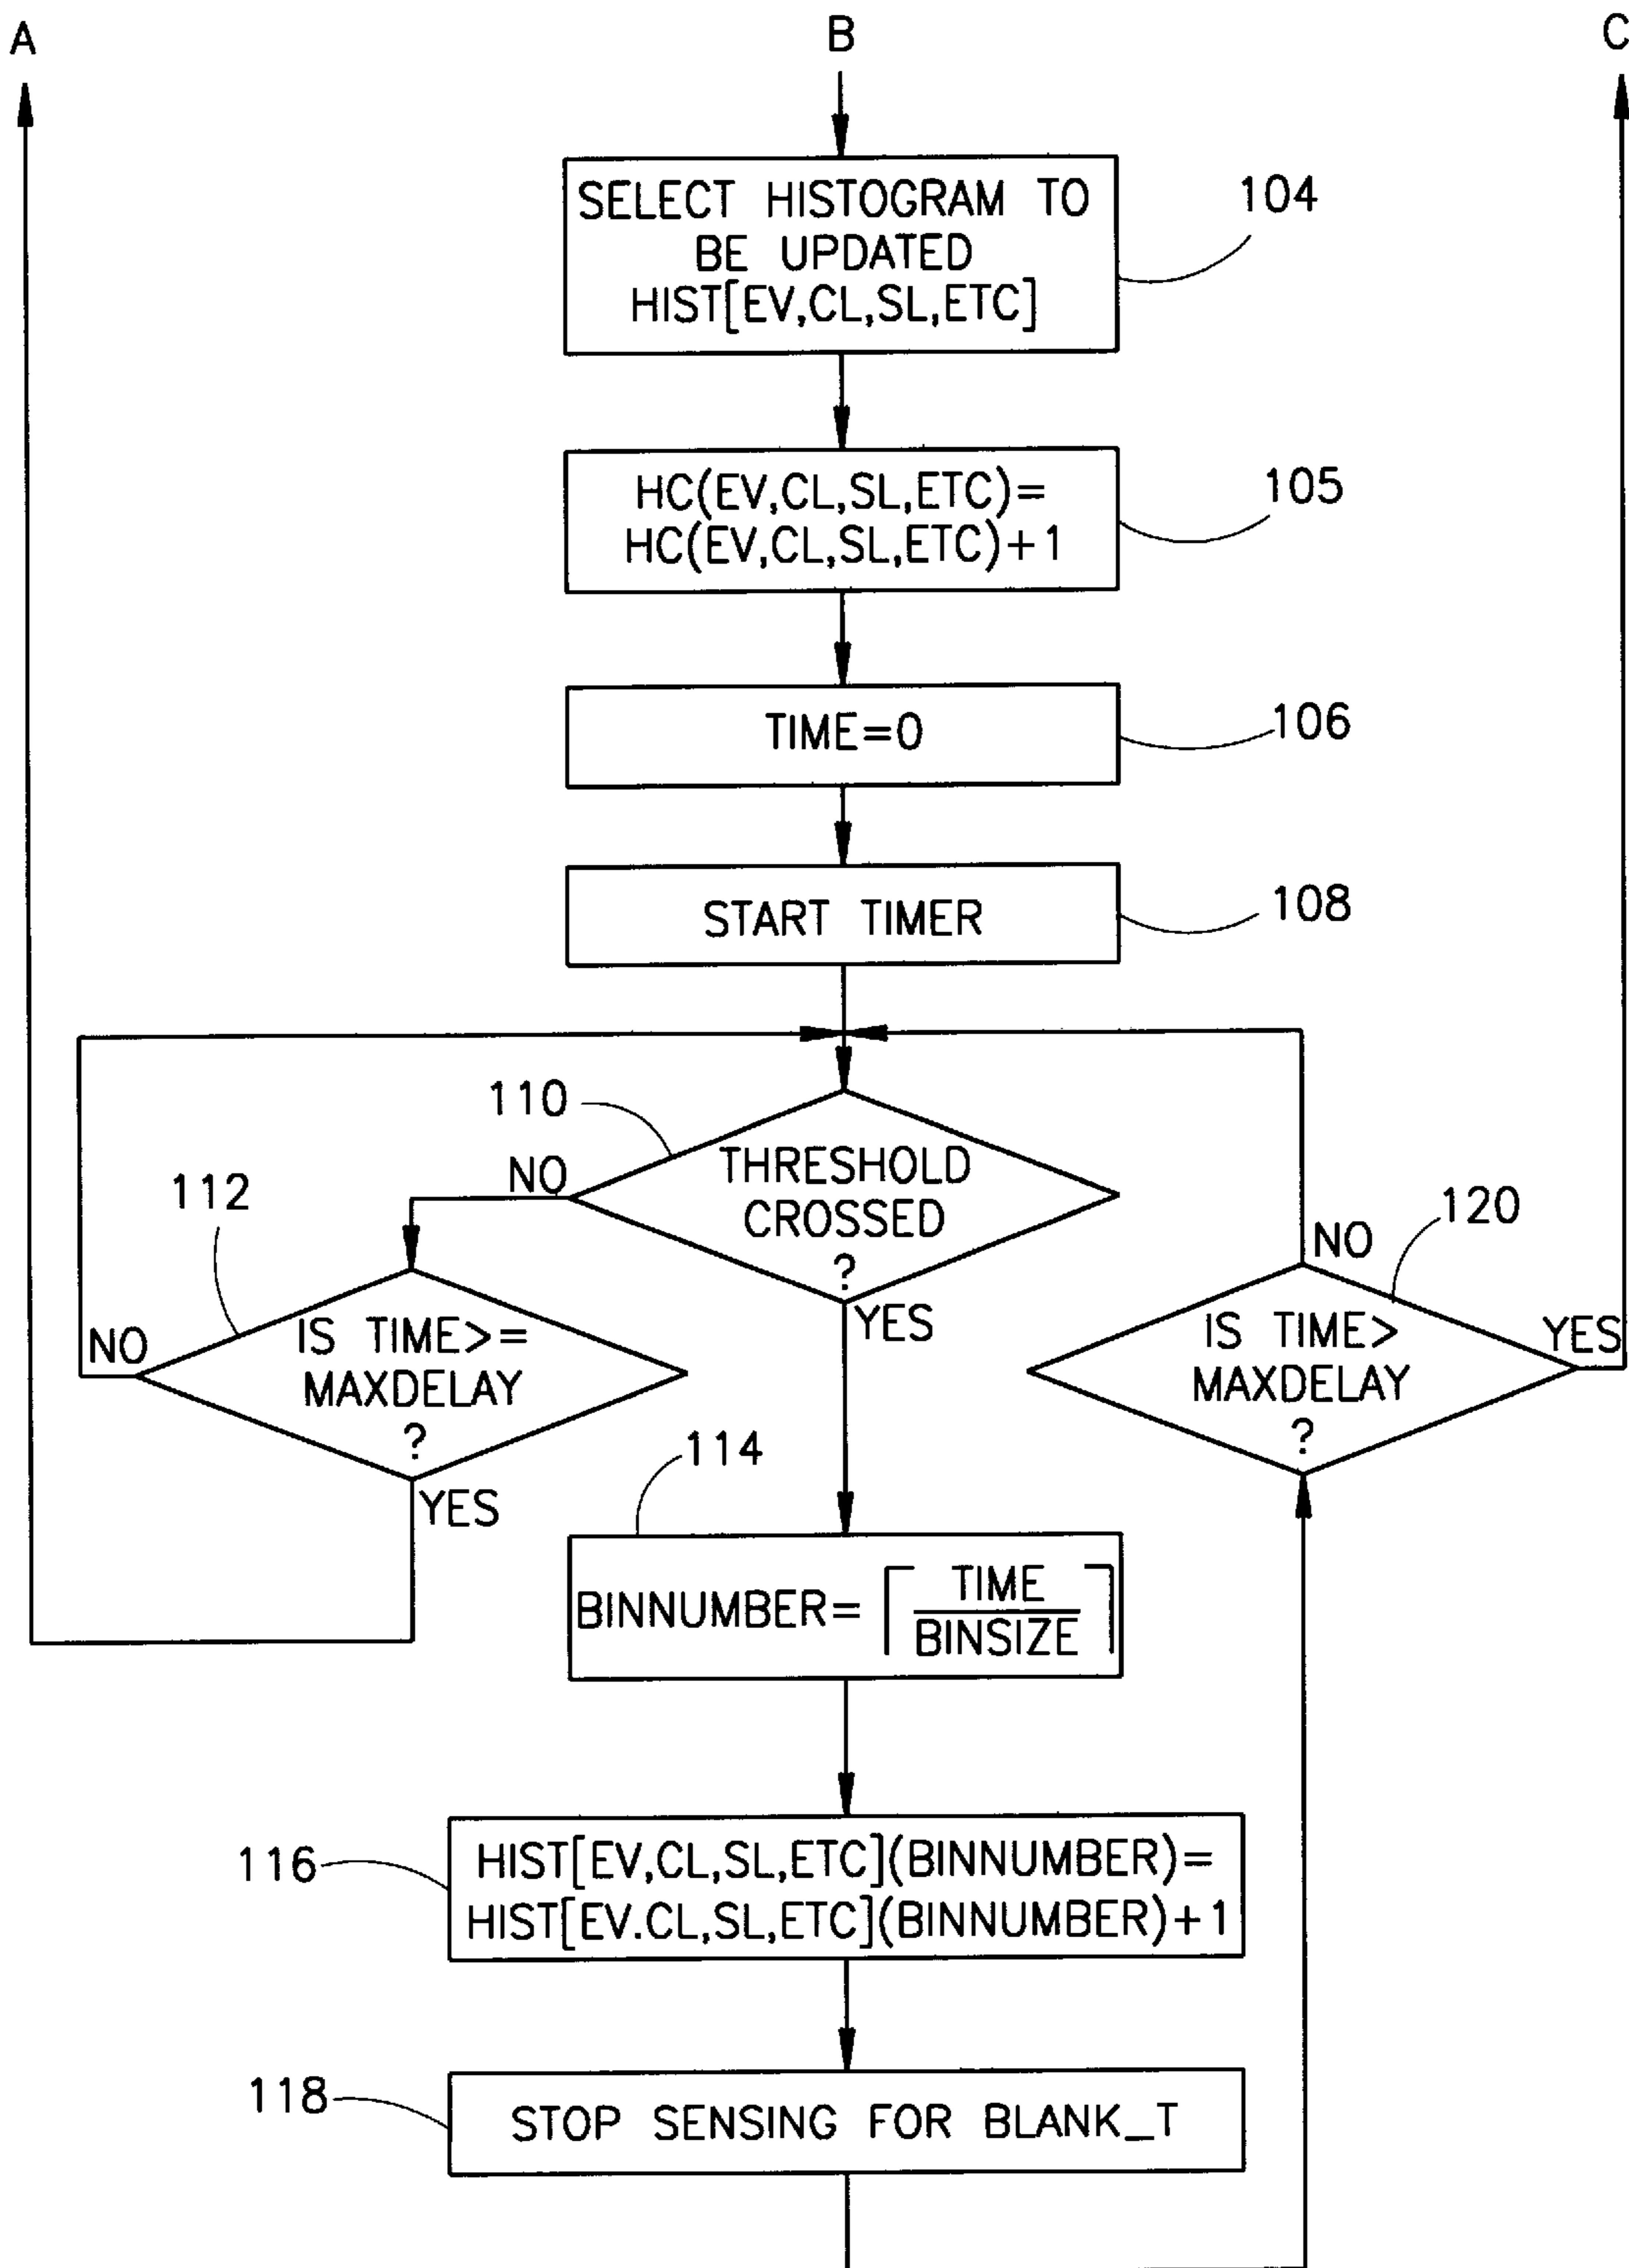 A
B
C
SELECT HISTOGRAM TO
BE UPDATED
HIST[EV,CL,SL,ETC]
104
HC(EV,CL,SL,ETC)=
HC(EV,CL,SL,ETC)+1
105
TIME=0
106
START TIMER
108
110
THRESHOLD
CROSSED
?
NO
YES
112
IS TIME>=
MAXDELAY
?
NO
YES
120
IS TIME>
MAXDELAY
?
NO
YES
114
BINNUMBER=⌈TIME
BINSIZE⌉
116
HIST[EV,CL,SL,ETC](BINNUMBER)=
HIST[EV.CL,SL,ETC](BINNUMBER)+1
118
STOP SENSING FOR BLANK_T